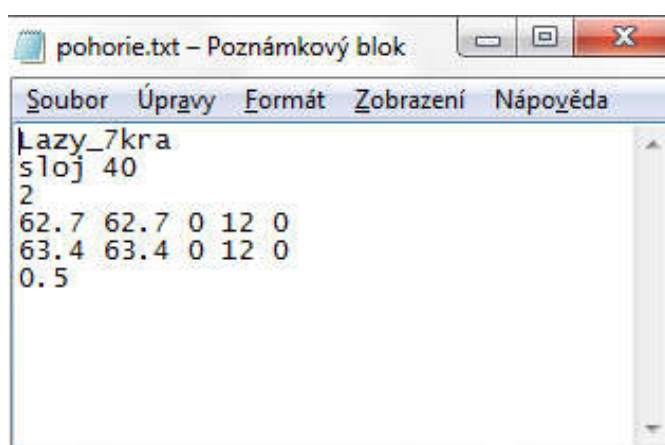 pohorie.txt – Poznámkový blok
Soubor Úpravy Formát Zobrazení Nápověda
Lazy_7kra
sloj 40
2
62.7 62.7 0 12 0
63.4 63.4 0 12 0
0.5